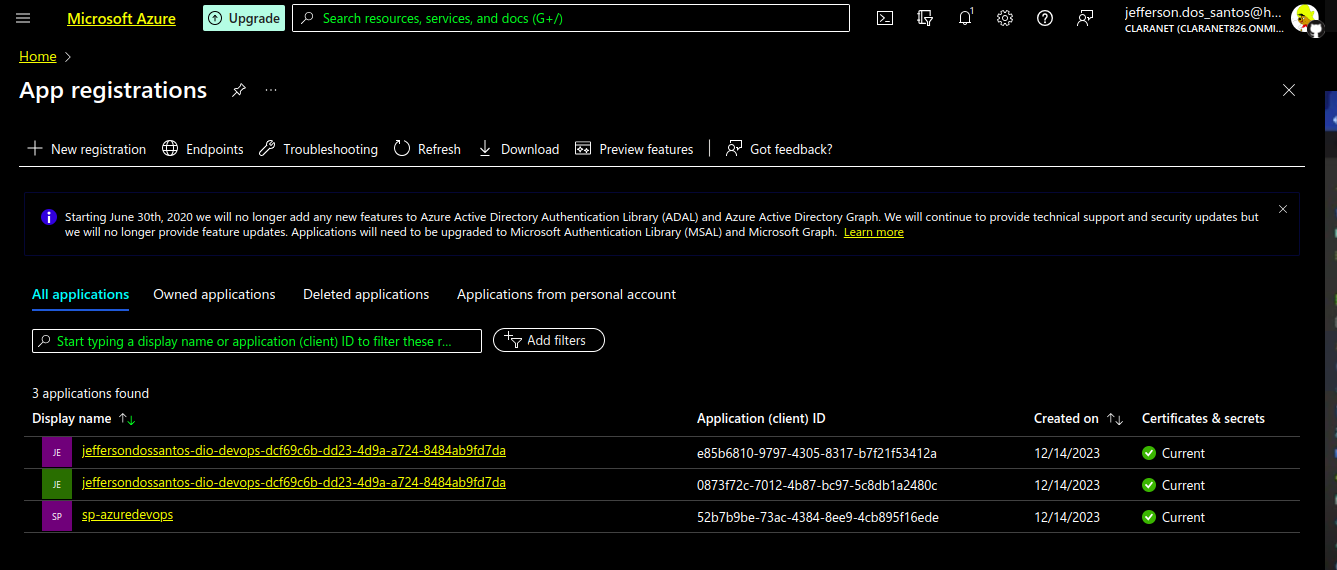 Microsoft Azure
Upgrade
Search resources, services, and docs (G+/)
1
jefferson.dos_santos@h...
CLARANET (CLARANET826.ONMI...
Home
App registrations
New registration
Endpoints
Troubleshooting
Refresh
Download
Preview features
Got feedback?
Starting June 30th, 2020 we will no longer add any new features to Azure Active Directory Authentication Library (ADAL) and Azure Active Directory Graph. We will continue to provide technical support and security updates but
we will no longer provide feature updates. Applications will need to be upgraded to Microsoft Authentication Library (MSAL) and Microsoft Graph. Learn more
All applications
Owned applications
Deleted applications
Applications from personal account
Start typing a display name or application (client) ID to filter these r...
Add filters
3 applications found
Display name Application (client) ID Created on Certificates & secrets
JE jeffersondossantos-dio-devops-dcf69c6b-dd23-4d9a-a724-8484ab9fd7da e85b6810-9797-4305-8317-b7f21f53412a 12/14/2023 Current
JE jeffersondossantos-dio-devops-dcf69c6b-dd23-4d9a-a724-8484ab9fd7da 0873f72c-7012-4b87-bc97-5c8db1a2480c 12/14/2023 Current
SP sp-azuredevops 52b7b9be-73ac-4384-8ee9-4cb895f16ede 12/14/2023 Current